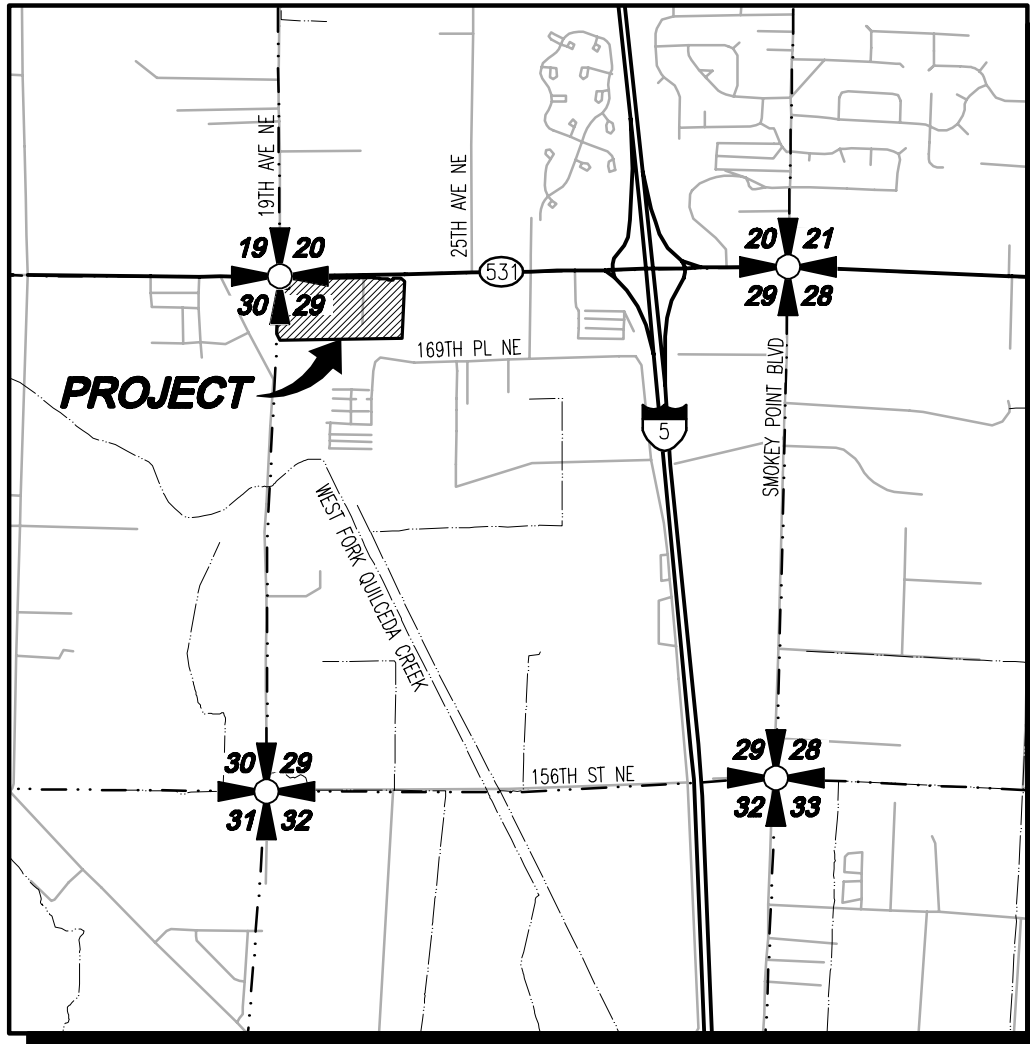 19TH AVE NE
25TH AVE NE
19 20
30 29
531
20 21
29 28
169TH PL NE
PROJECT
SMOKEY POINT BLVD
5
WEST FORK QUILCEDA CREEK
30 29
31 32
156TH ST NE
29 28
32 33